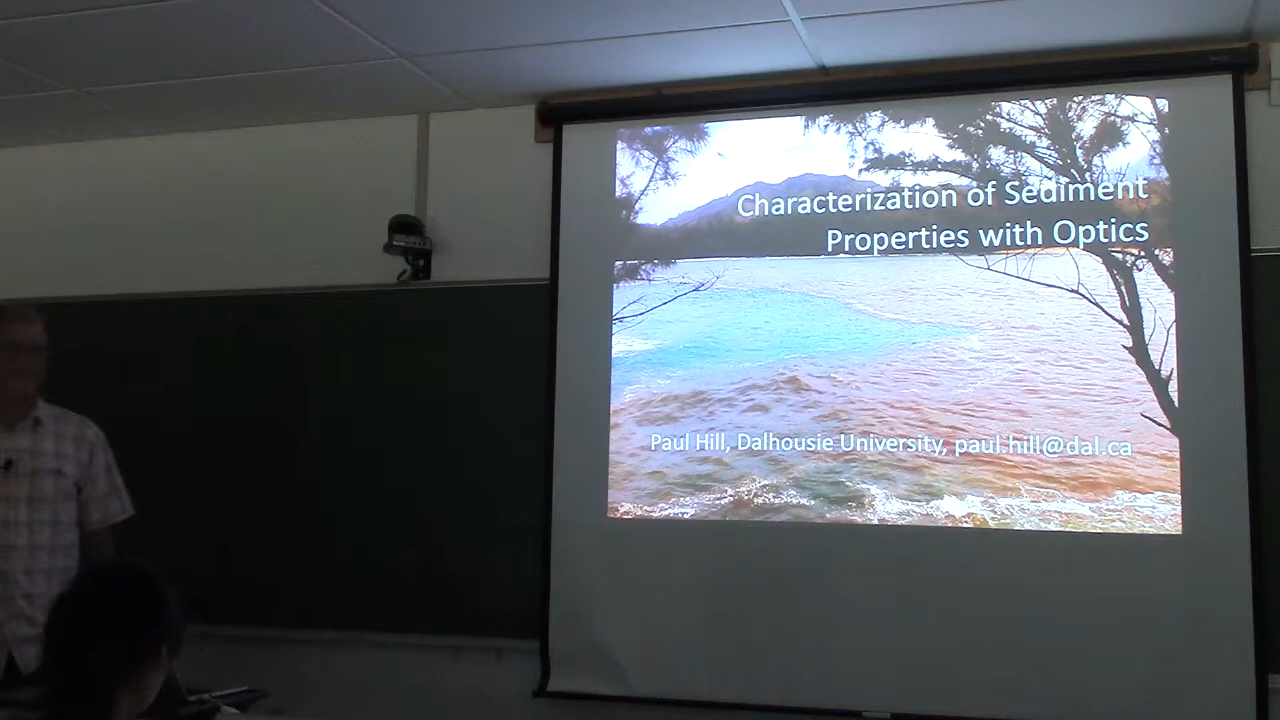 Characterization of Sediment
Properties with Optics
Paul Hill, Dalhousie University, paul.hill@dal.ca